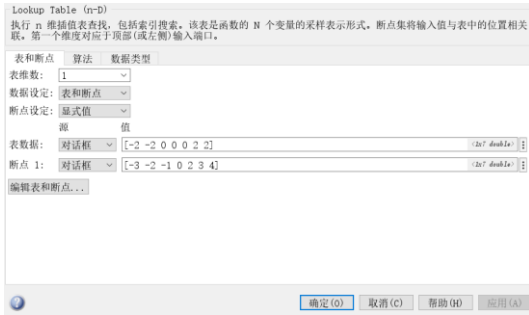 Lookup Table (n-D)
执行 n 维插值表查找，包括索引搜索。该表是函数的 N 个变量的采样表示形式。断点集将输入值与表中的位置相关
联。第一个维度对应于顶部(或左侧)输入端口。
表和断点 算法 数据类型
表维数: 1
数据设定: 表和断点
断点设定: 显式值
源 值
表数据: 对话框 [-2 -2 0 0 0 2 2] <1x7 double>
断点 1: 对话框 [-3 -2 -1 0 2 3 4] <1x7 double>
编辑表和断点...
确定(O) 取消(C) 帮助(H) 应用(A)